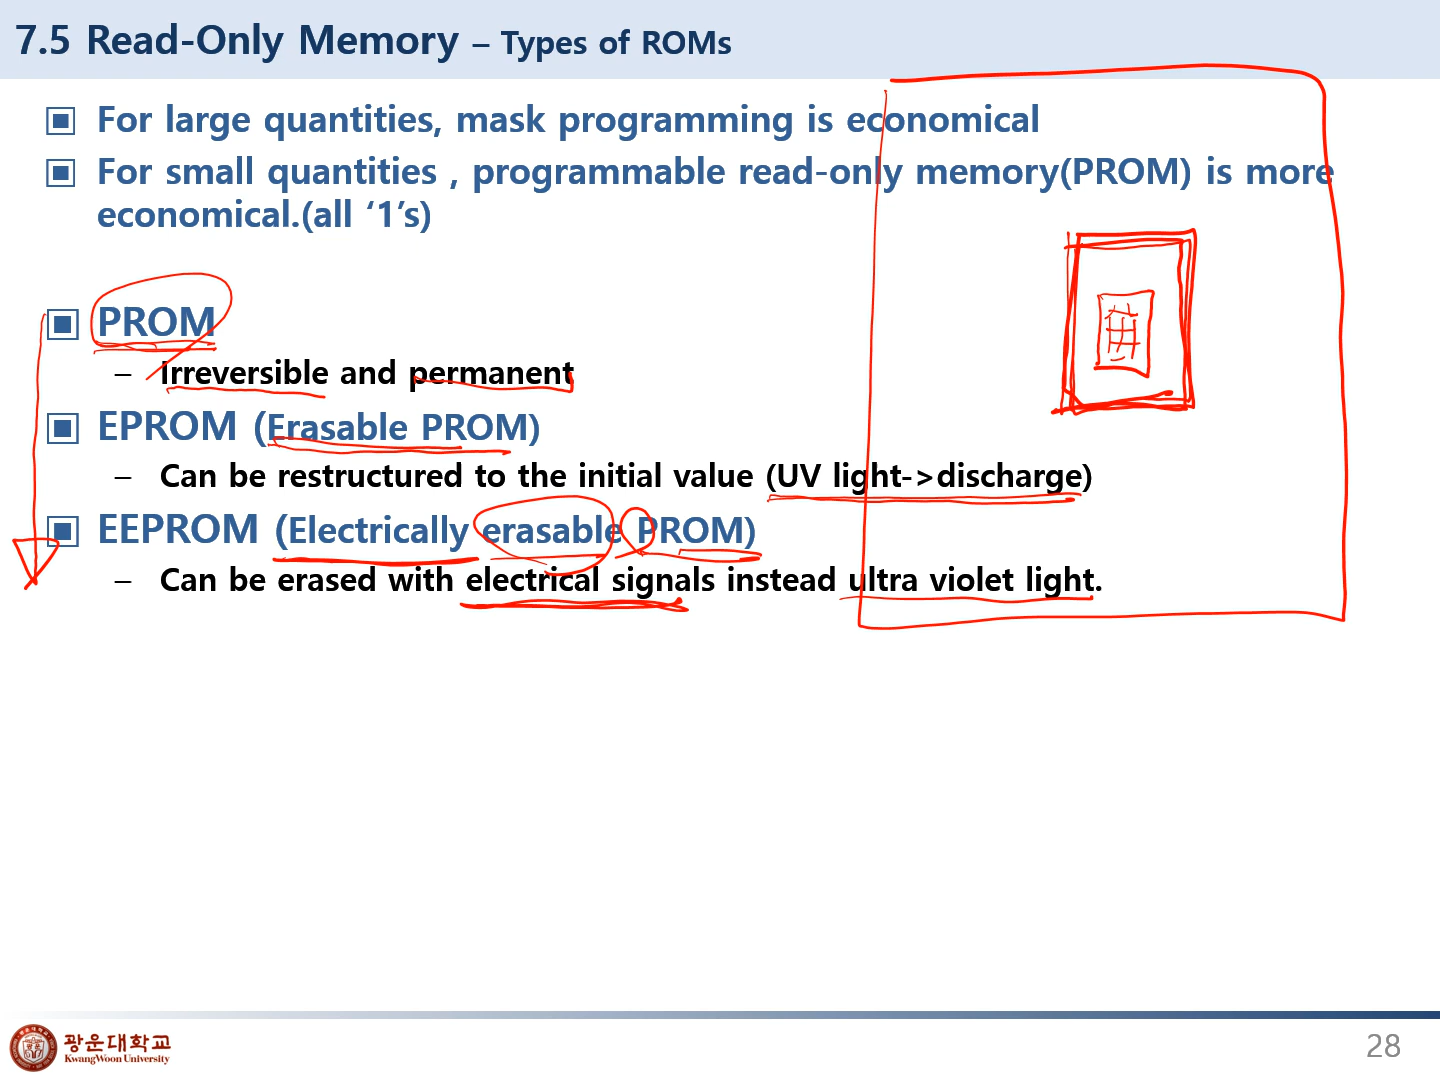 7.5 Read-Only Memory – Types of ROMs
For large quantities, mask programming is economical
For small quantities , programmable read-only memory(PROM) is more
economical.(all ‘1’s)
PROM
– Irreversible and permanent
EPROM (Erasable PROM)
– Can be restructured to the initial value (UV light->discharge)
EEPROM (Electrically erasable PROM)
– Can be erased with electrical signals instead ultra violet light.
광운대학교
KwangWoon University
28